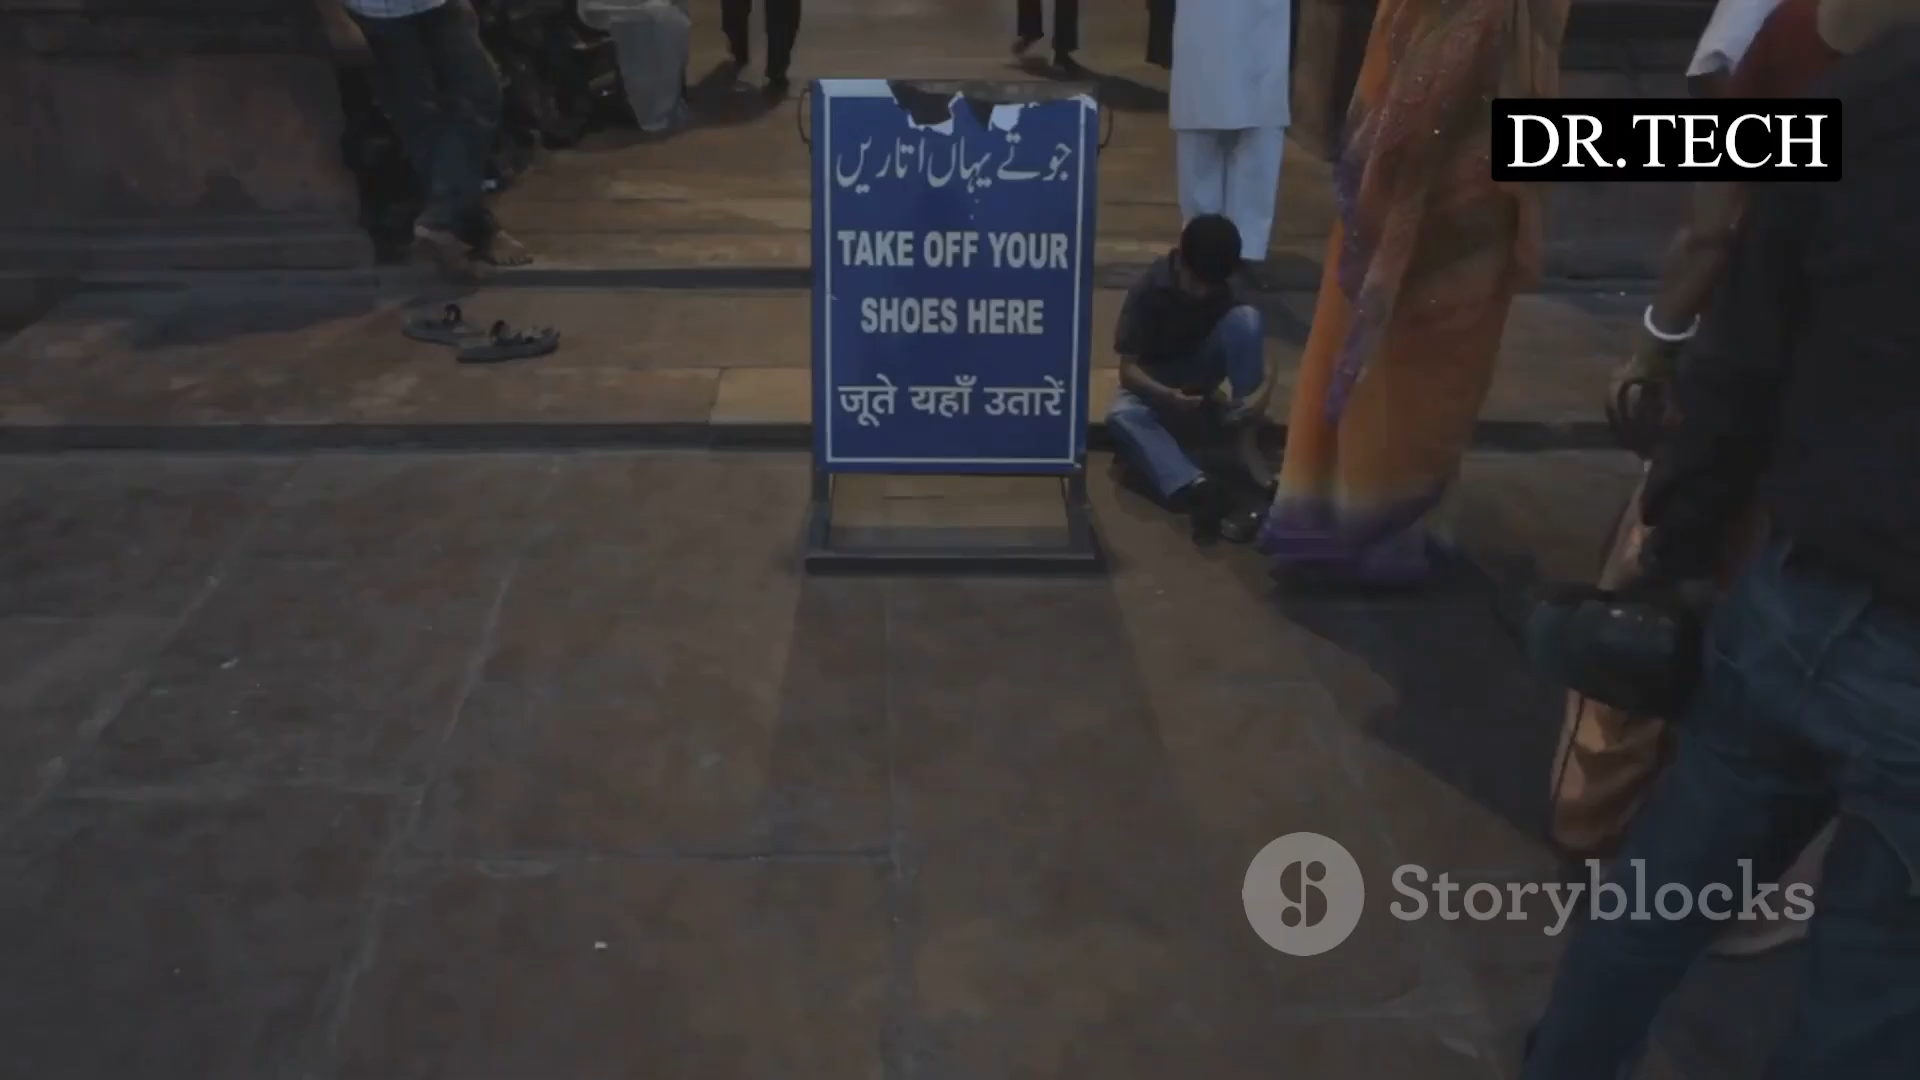 DR.TECH
جوتے یہاں اتاریں
TAKE OFF YOUR
SHOES HERE
जूते यहाँ उतारें
Storyblocks